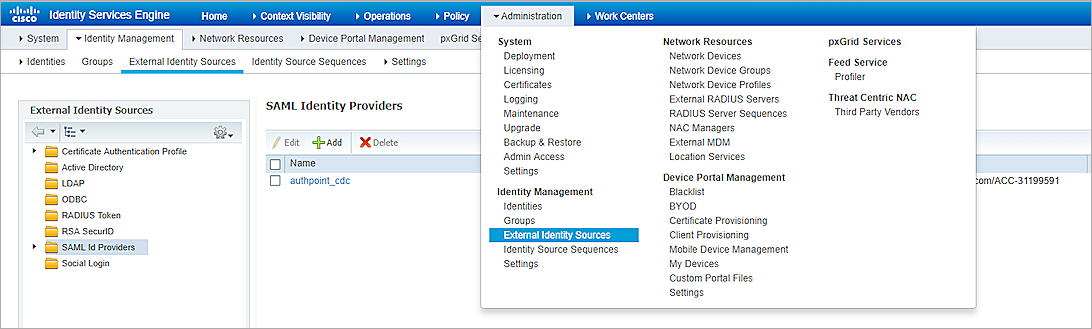 CISCO Identity Services Engine Home Context Visibility Operations Policy Administration Work Centers
System Identity Management Network Resources Device Portal Management pxGrid Se
Identities Groups External Identity Sources Identity Source Sequences Settings
External Identity Sources
Certificate Authentication Profile
Active Directory
LDAP
ODBC
RADIUS Token
RSA SecurID
SAML Id Providers
Social Login
SAML Identity Providers
Edit Add Delete
Name
authpoint_cdc
com/ACC-31199591
System
Deployment
Licensing
Certificates
Logging
Maintenance
Upgrade
Backup & Restore
Admin Access
Settings
Identity Management
Identities
Groups
External Identity Sources
Identity Source Sequences
Settings
Network Resources
Network Devices
Network Device Groups
Network Device Profiles
External RADIUS Servers
RADIUS Server Sequences
NAC Managers
External MDM
Location Services
Device Portal Management
Blacklist
BYOD
Certificate Provisioning
Client Provisioning
Mobile Device Management
My Devices
Custom Portal Files
Settings
pxGrid Services
Feed Service
Profiler
Threat Centric NAC
Third Party Vendors